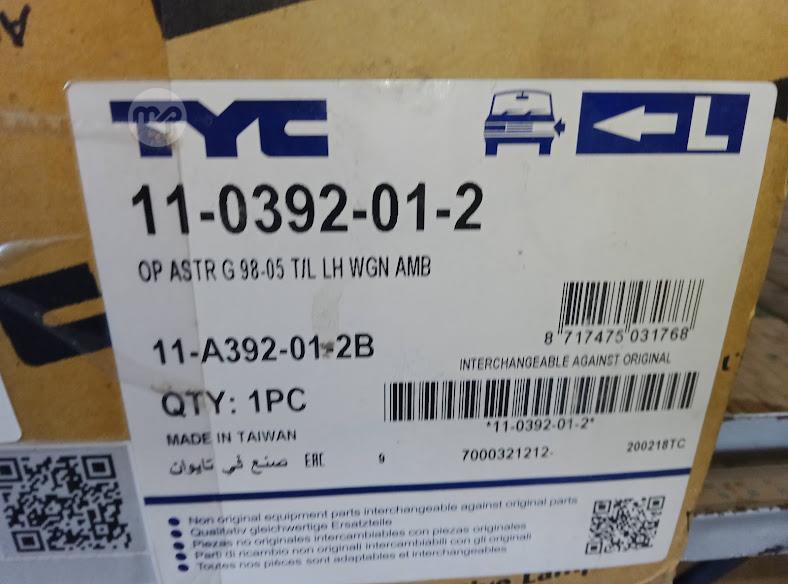 TYC
L
11-0392-01-2
OP ASTR G 98-05 T/L LH WGN AMB
8 717475 031768
11-A392-01-2B
INTERCHANGEABLE AGAINST ORIGINAL
QTY: 1PC
*11-0392-01-2*
MADE IN TAIWAN
صنع في تايوان EAC 9 7000321212- 200218TC
Non original equipment parts interchangeable against original parts
Qualitativ gleichwertige Ersatzteile
Piezas no originales intercambiables con piezas originales
Parti di ricambio non originali intercambiabili con gli originali
Toutes nos pièces sont adaptables et interchangeables